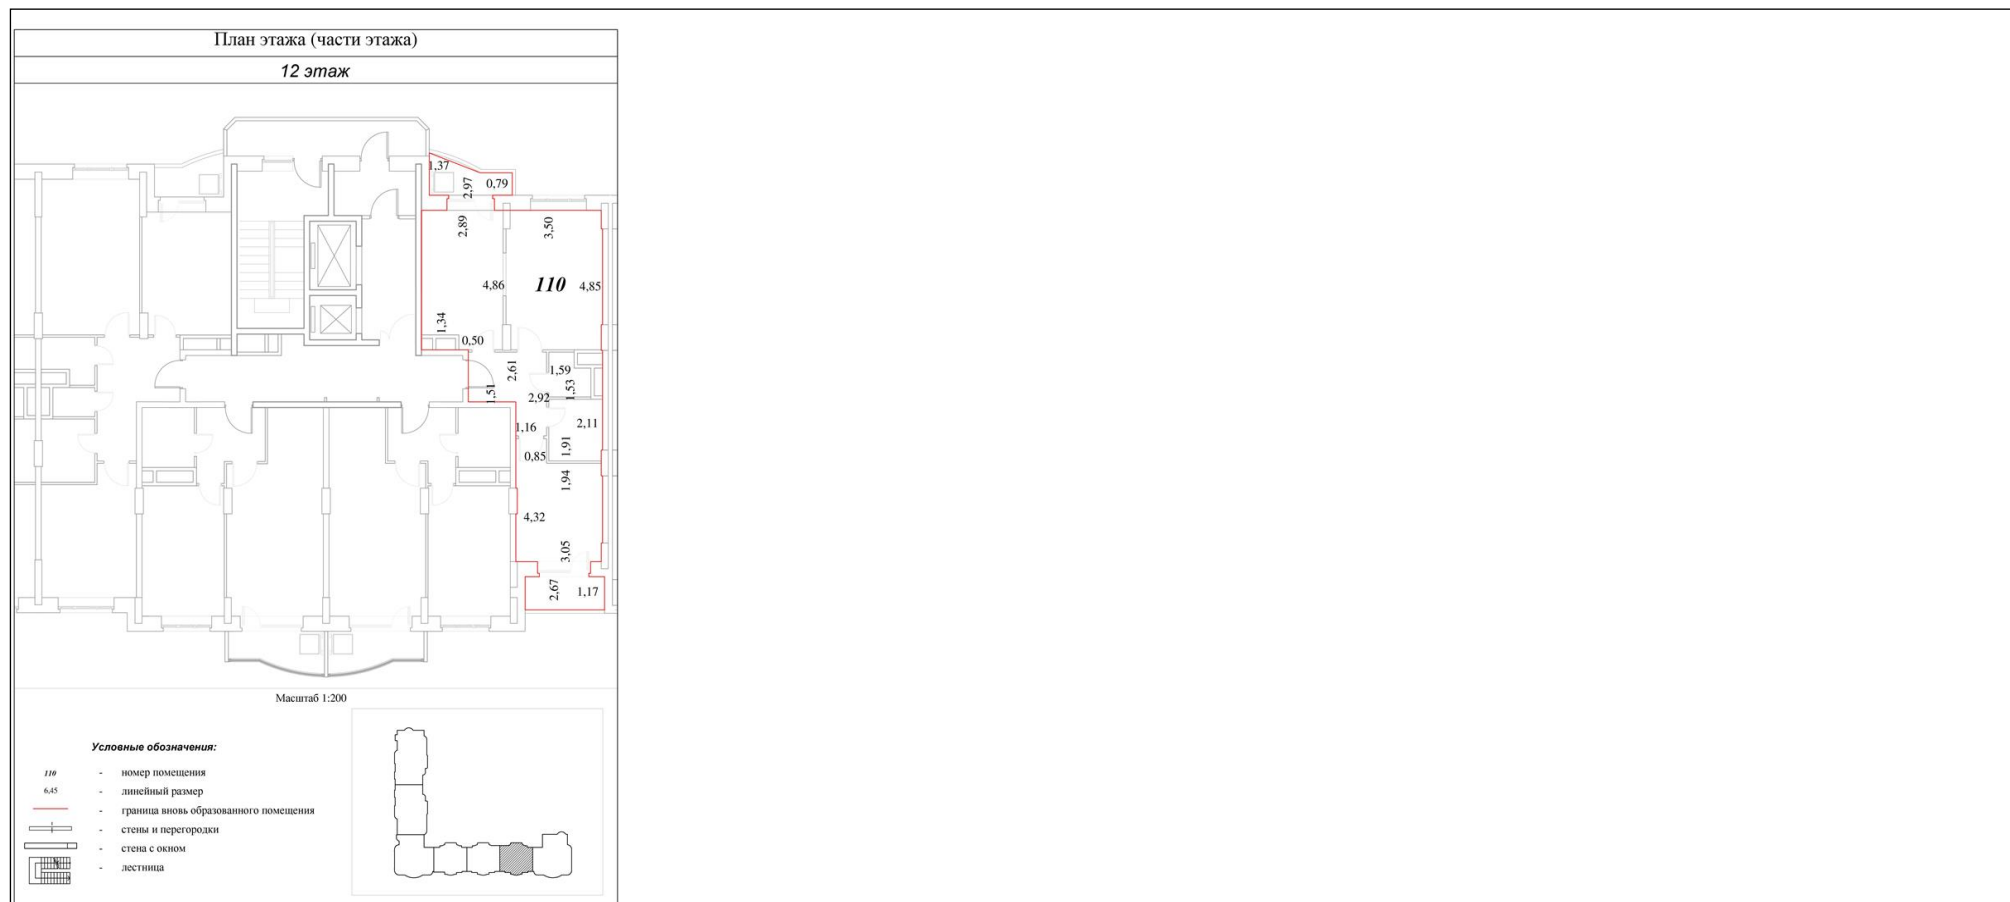 План этажа (части этажа)
12 этаж
1,37
2,97
0,79
2,89
3,50
4,86
110
4,85
1,34
0,50
2,61
1,59
1,53
1,51
2,92
1,16
2,11
1,91
0,85
1,94
4,32
3,05
2,67
1,17
Масштаб 1:200
Условные обозначения:
110 - номер помещения
6,45 - линейный размер
- граница вновь образованного помещения
- стены и перегородки
- стена с окном
- лестница